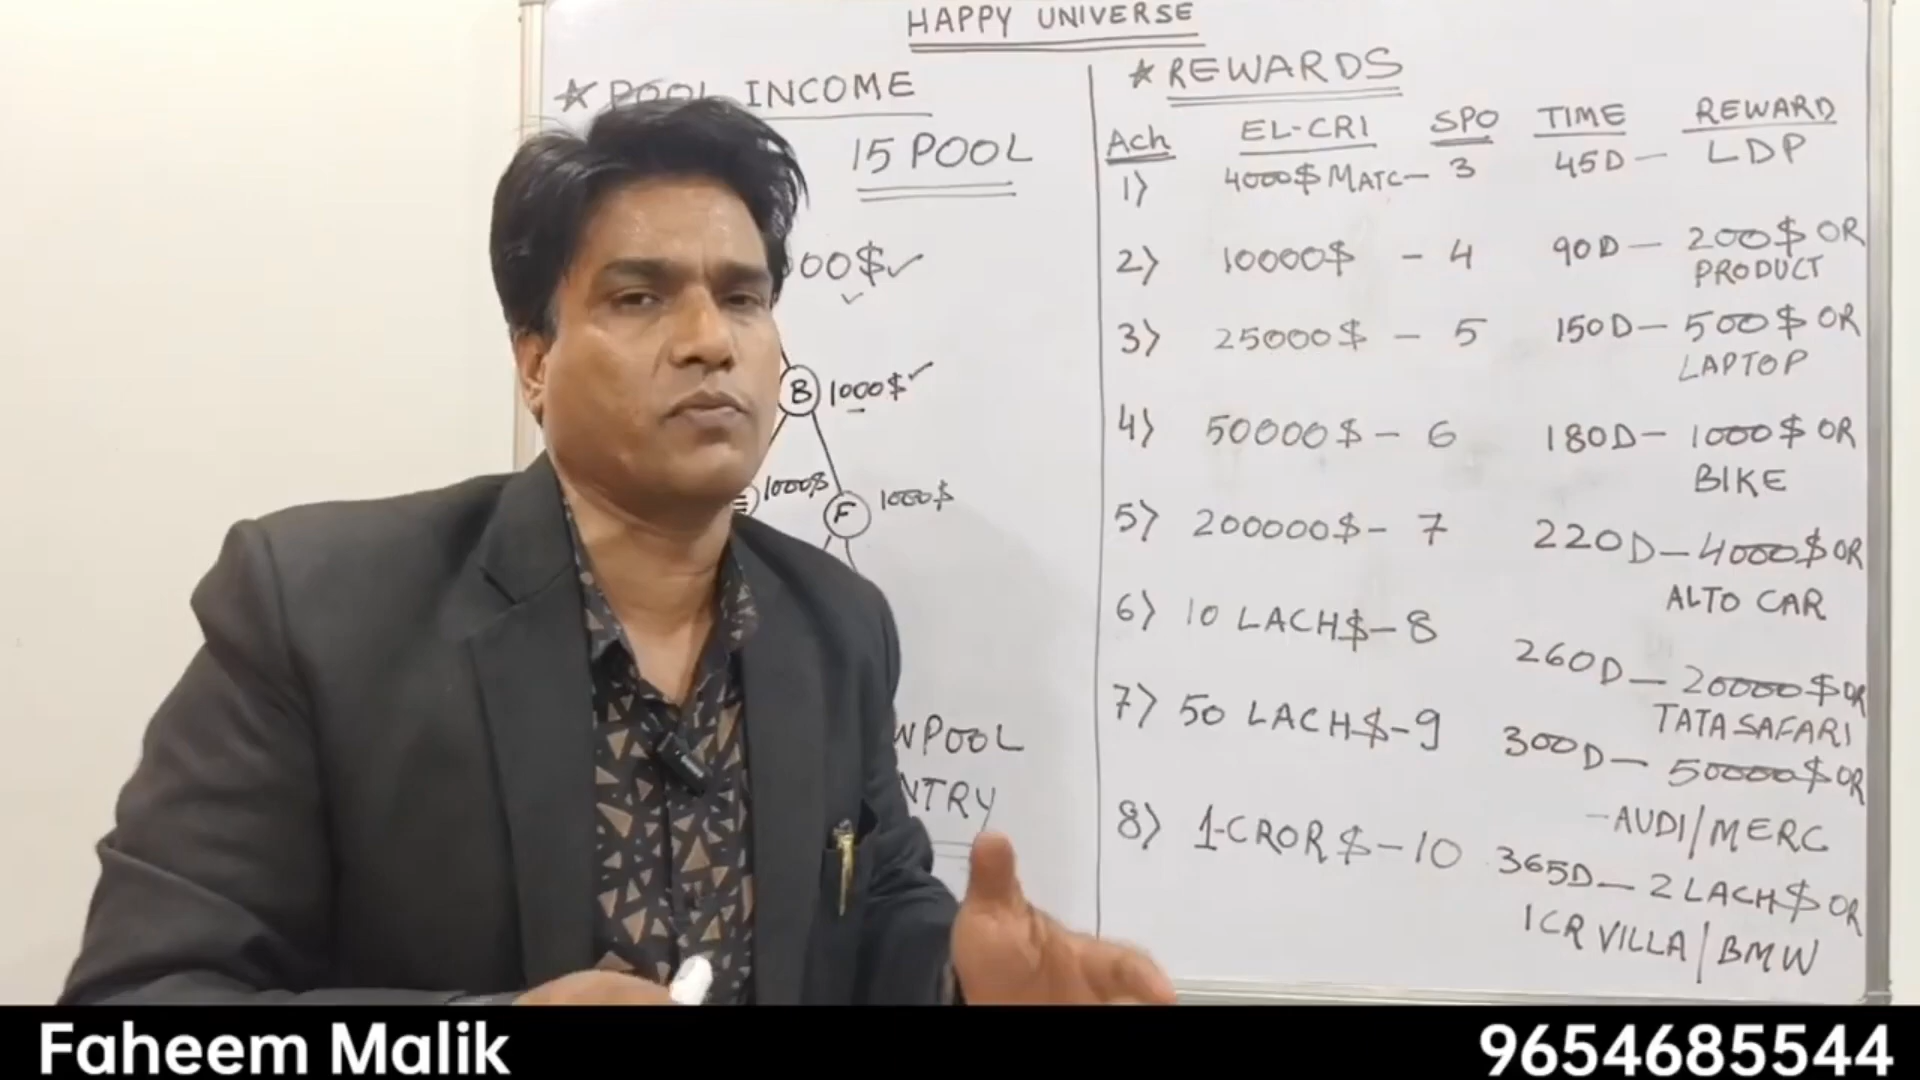 HAPPY UNIVERSE
★ POOL INCOME
15 POOL
00$✓
B 1000$✓
1000$
F 1000$
POOL
NTRY
★ REWARDS
Ach EL-CRI SPO TIME REWARD
1) 4000$ MATC- 3 45D - LDP
2) 10000$ - 4 90D - 200$ OR
PRODUCT
3) 25000$ - 5 150D - 500$ OR
LAPTOP
4) 50000$ - 6 180D - 1000$ OR
BIKE
5) 200000$ - 7 220D - 4000$ OR
ALTO CAR
6) 10 LACH$ - 8 260D - 20000$ OR
TATA SAFARI
7) 50 LACH$ - 9 300D - 50000$ OR
- AUDI/MERC
8) 1-CROR $ - 10 365D - 2 LACH$ OR
1CR VILLA/BMW
Faheem Malik 9654685544